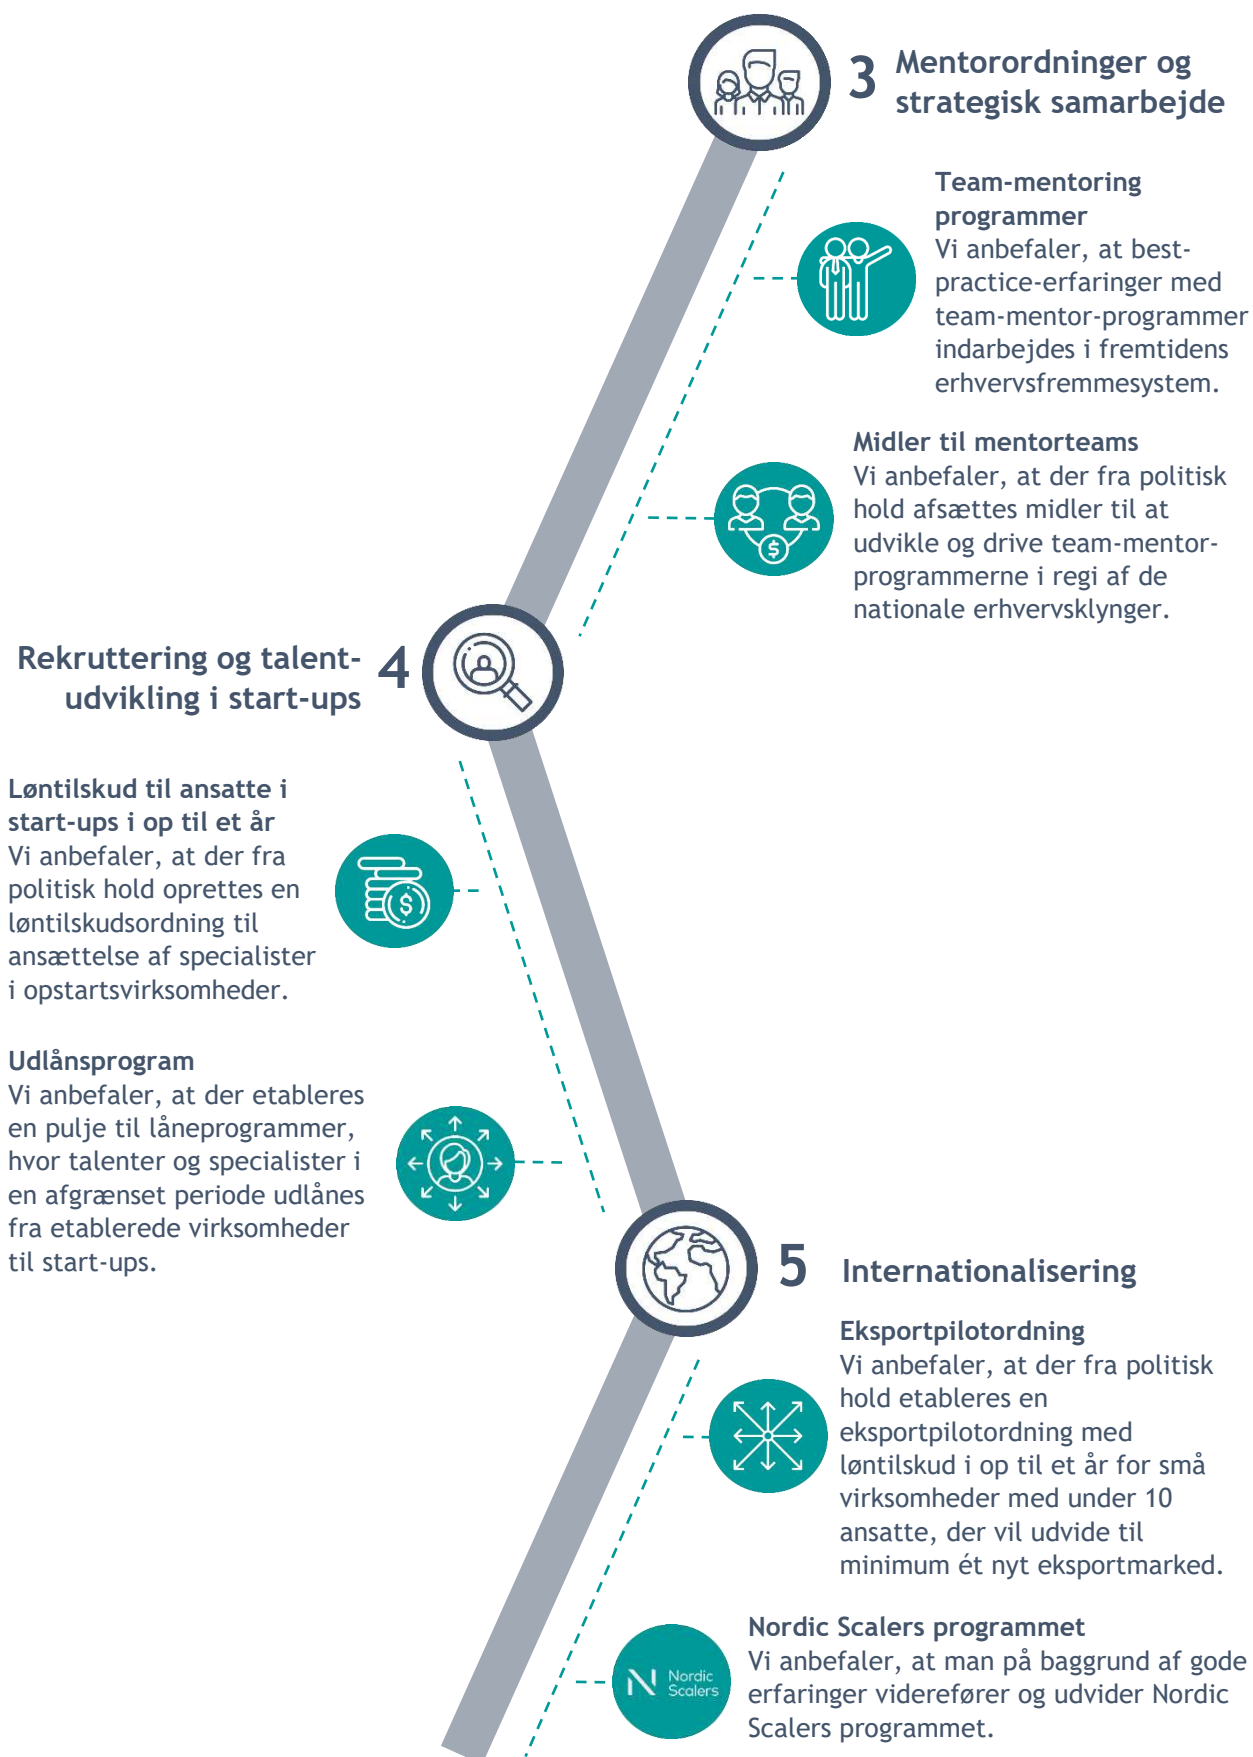 3
Mentorordninger og
strategisk samarbejde
Team-mentoring
programmer
Vi anbefaler, at best-
practice-erfaringer med
team-mentor-programmer
indarbejdes i fremtidens
erhvervsfremmesystem.
Midler til mentorteams
Vi anbefaler, at der fra politisk
hold afsættes midler til at
udvikle og drive team-mentor-
programmerne i regi af de
nationale erhvervsklynger.
Rekruttering og talent-
udvikling i start-ups
4
Løntilskud til ansatte i
start-ups i op til et år
Vi anbefaler, at der fra
politisk hold oprettes en
løntilskudsordning til
ansættelse af specialister
i opstartsvirksomheder.
Udlånsprogram
Vi anbefaler, at der etableres
en pulje til låneprogrammer,
hvor talenter og specialister i
en afgrænset periode udlånes
fra etablerede virksomheder
til start-ups.
5 Internationalisering
Eksportpilotordning
Vi anbefaler, at der fra politisk
hold etableres en
eksportpilotordning med
løntilskud i op til et år for små
virksomheder med under 10
ansatte, der vil udvide til
minimum ét nyt eksportmarked.
Nordic
Scalers
Nordic Scalers programmet
Vi anbefaler, at man på baggrund af gode
erfaringer viderefører og udvider Nordic
Scalers programmet.